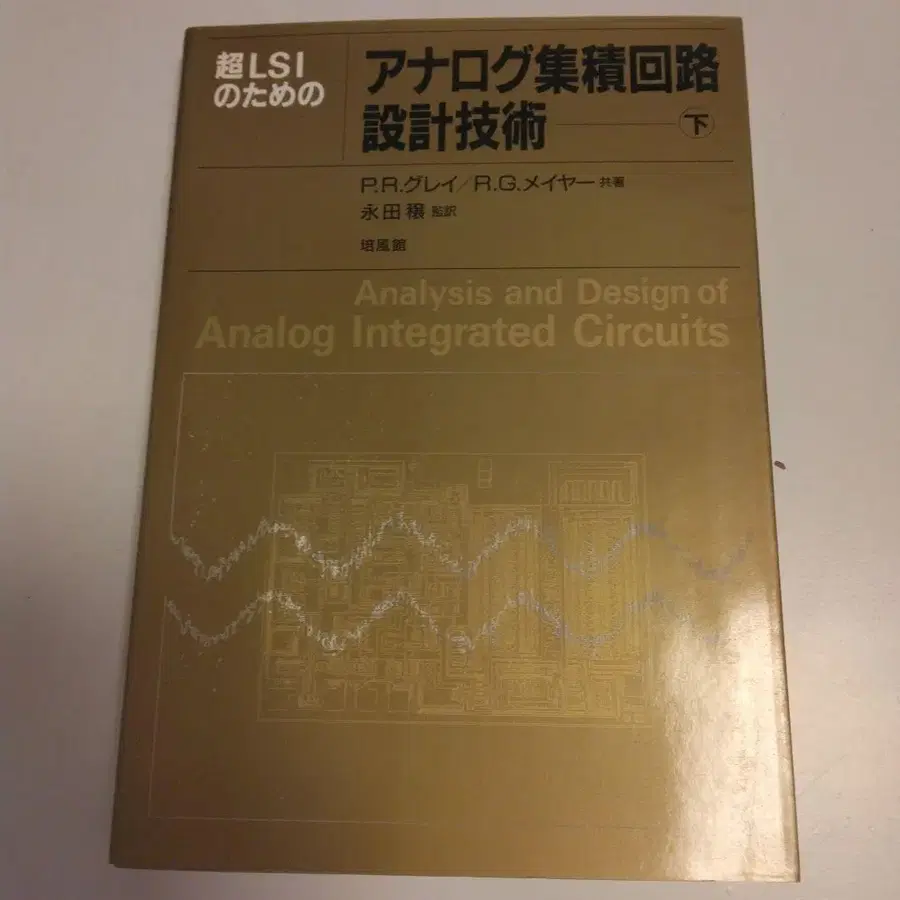 超LSI
のための
アナログ集積回路
設計技術 下
P.R.グレイ/R.G.メイヤー 共著
永田穣 監訳
培風館
Analysis and Design of
Analog Integrated Circuits